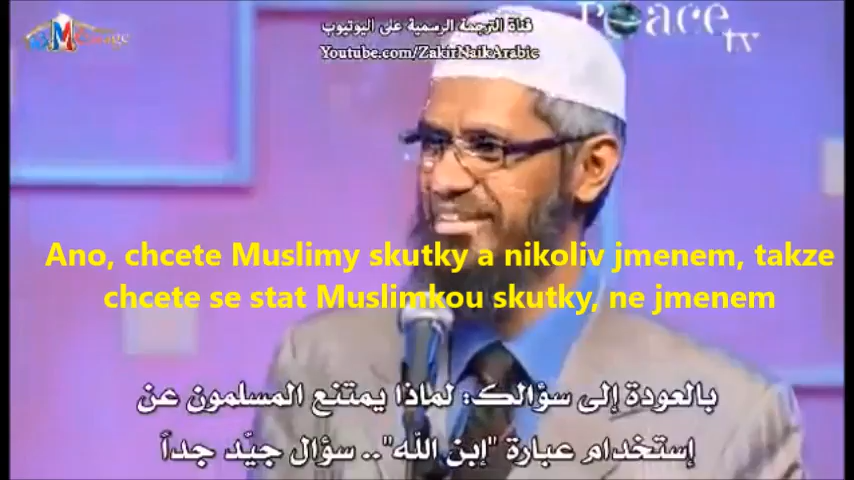 قناة الترجمة الرسمية على اليوتيوب
Youtube.com/ZakirNaikArabic
Peace tv
Message
Ano, chcete Muslimy skutky a nikoliv jmenem, takze
chcete se stat Muslimkou skutky, ne jmenem
بالعودة إلى سؤالك؛ لماذا يمتنع المسلمون عن
إستخدام عبارة "إبن الله".. سؤال جيّد جداً